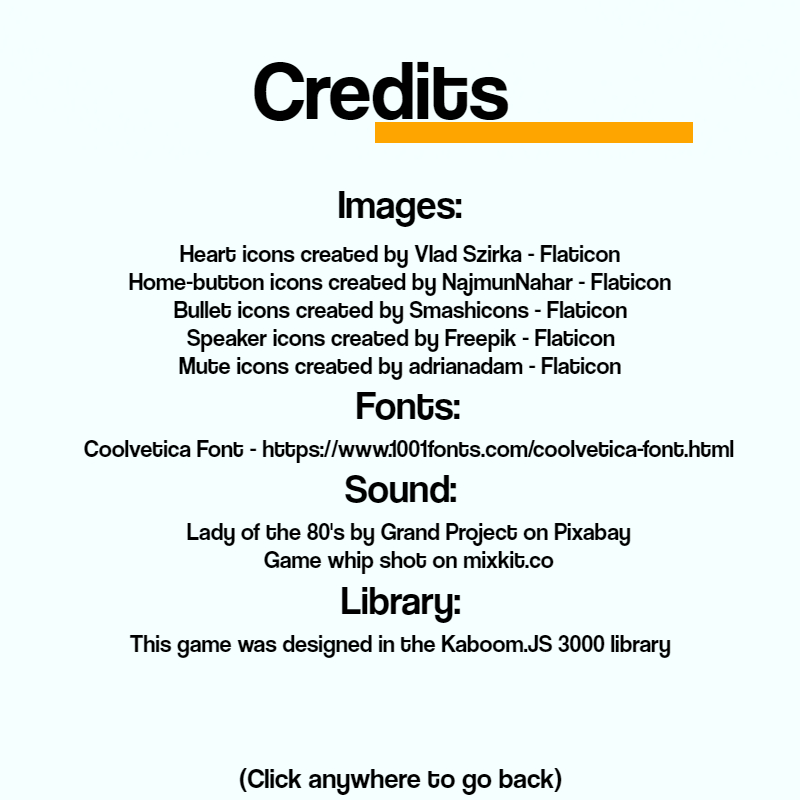 Credits
Images:
Heart icons created by Vlad Szirka - Flaticon
Home-button icons created by NajmunNahar - Flaticon
Bullet icons created by Smashicons - Flaticon
Speaker icons created by Freepik - Flaticon
Mute icons created by adrianadam - Flaticon
Fonts:
Coolvetica Font - https://www.1001fonts.com/coolvetica-font.html
Sound:
Lady of the 80's by Grand Project on Pixabay
Game whip shot on mixkit.co
Library:
This game was designed in the Kaboom.JS 3000 library
(Click anywhere to go back)